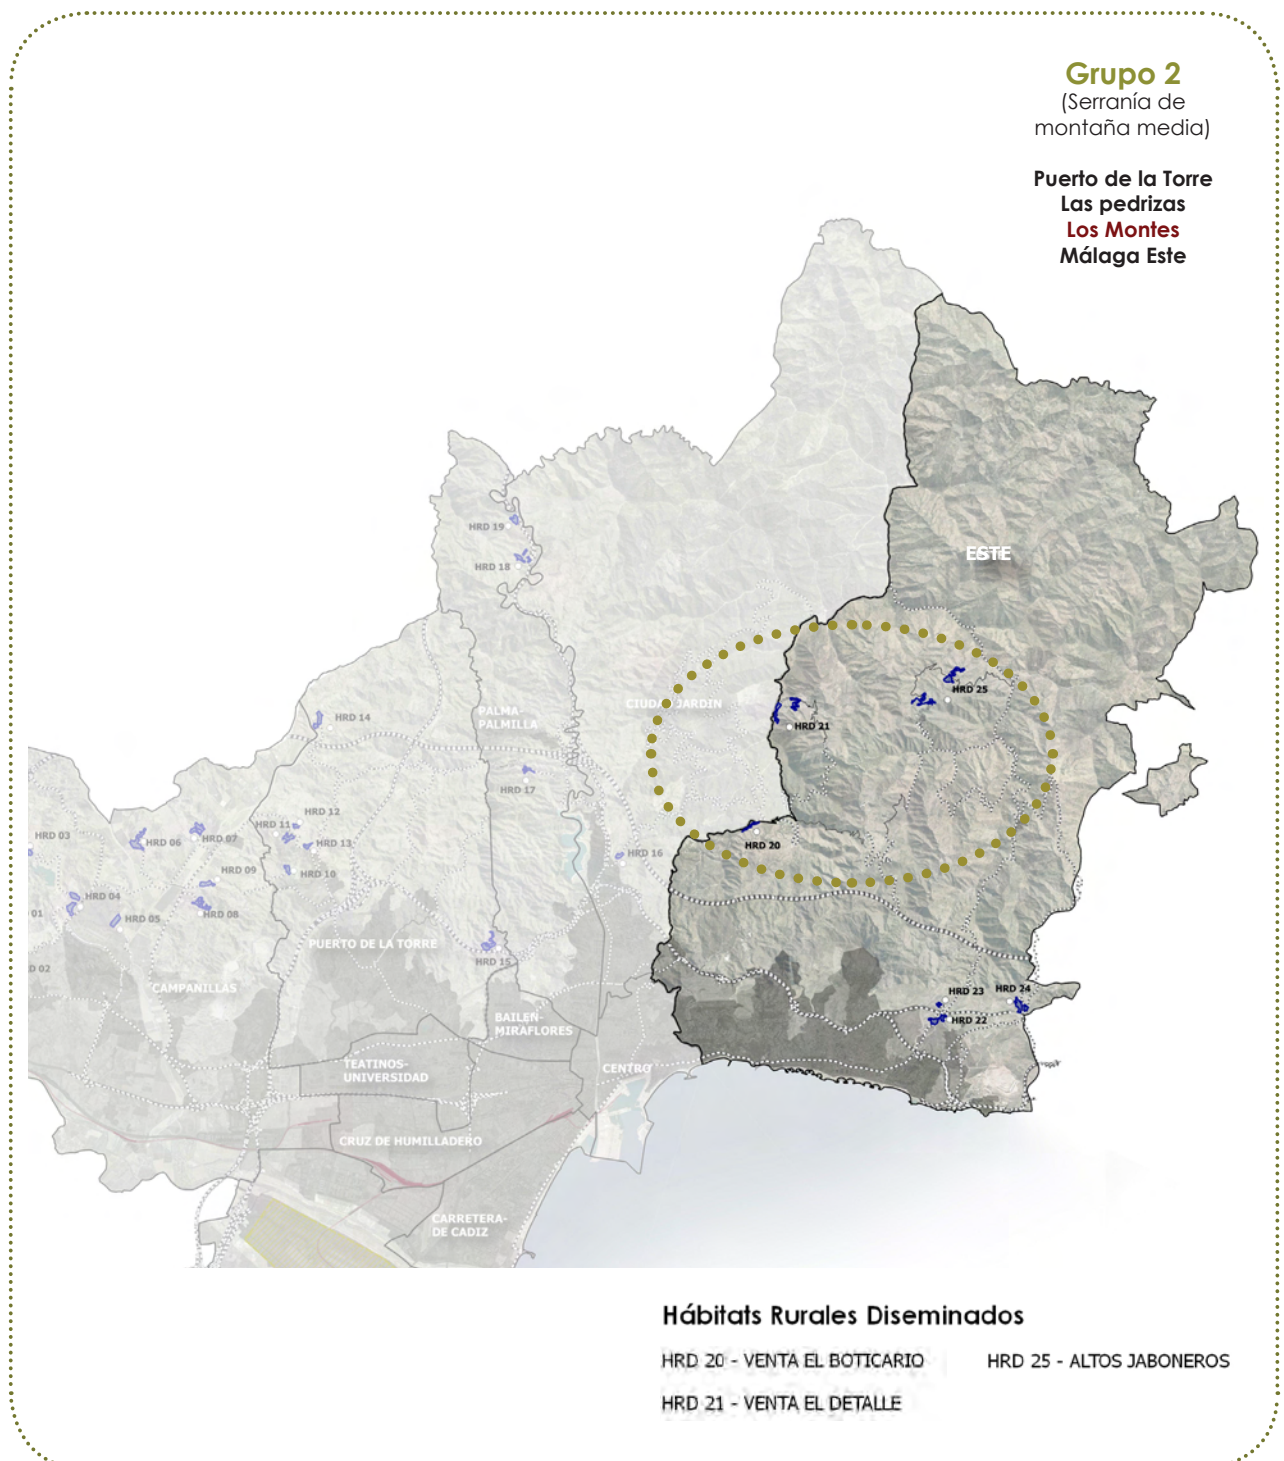 Grupo 2
(Serranía de
montaña media)
Puerto de la Torre
Las pedrizas
Los Montes
Málaga Este
HRD 19
HRD 18
ESTE
HRD 25
CIUDAD JARDIN
PALMA-
PALMILLA
HRD 14
HRD 21
HRD 17
HRD 12
HRD 11
HRD 03
HRD 06
HRD 07
HRD 13
HRD 20
HRD 16
HRD 09
HRD 10
HRD 04
01
HRD 05
HRD 08
PUERTO DE LA TORRE
HRD 15
D 02
CAMPANILLAS
HRD 23
HRD 24
HRD 22
BAILEN-
MIRAFLORES
TEATINOS-
UNIVERSIDAD
CENTRO
CRUZ DE HUMILLADERO
CARRETERA-
DE CADIZ
Hábitats Rurales Diseminados
HRD 20 - VENTA EL BOTICARIO
HRD 25 - ALTOS JABONEROS
HRD 21 - VENTA EL DETALLE